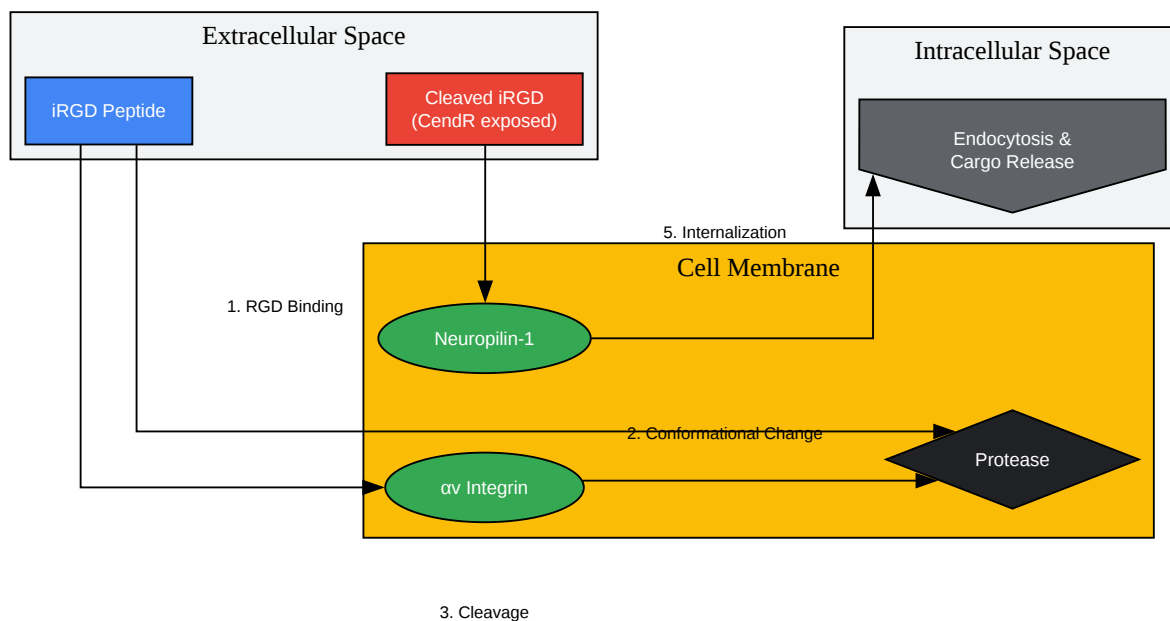 Extracellular Space
Intracellular Space
iRGD Peptide
Cleaved iRGD
(CendR exposed)
Endocytosis &
Cargo Release
5. Internalization
Cell Membrane
1. RGD Binding
Neuropilin-1
2. Conformational Change
Protease
αv Integrin
3. Cleavage